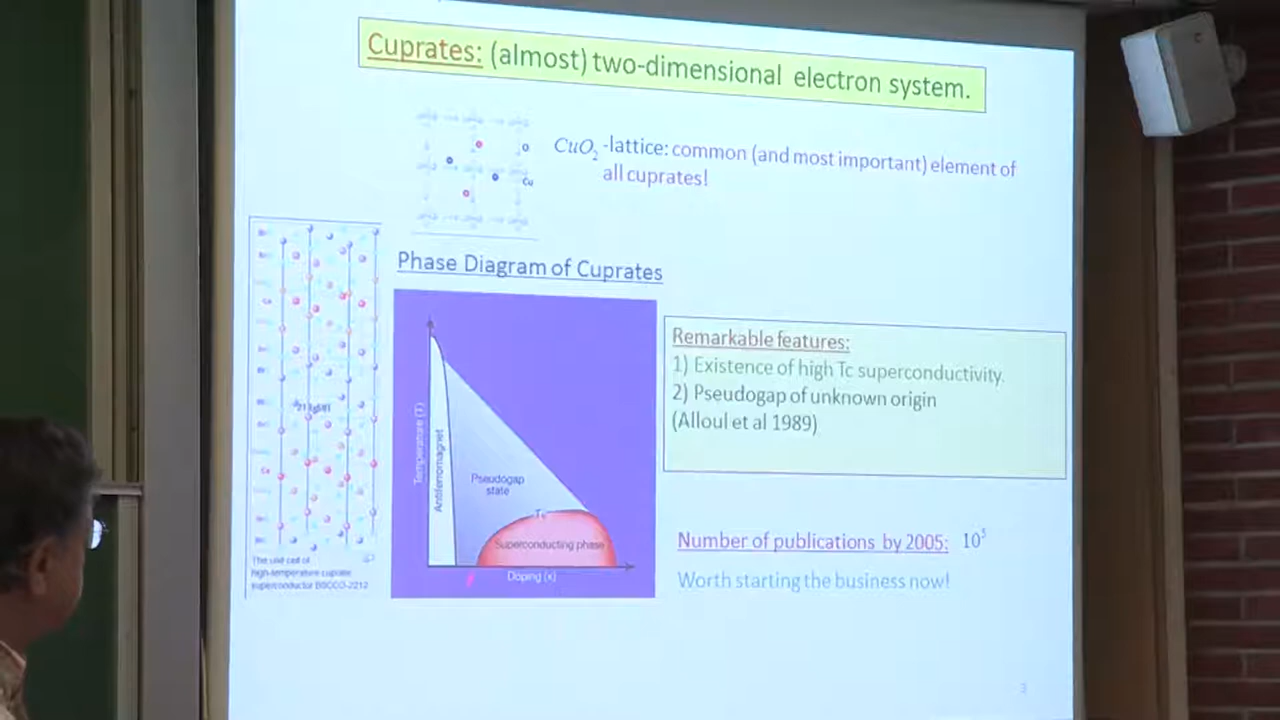 Cuprates: (almost) two-dimensional electron system.
CuO₂ -lattice: common (and most important) element of
all cuprates!
Cu
Phase Diagram of Cuprates
Temperature (T)
Antiferromagnet
Pseudogap
state
Tc
Superconducting phase
Doping (x)
The unit cell of
high-temperature cuprate
superconductor BSCCO-2212
Remarkable features:
1) Existence of high Tc superconductivity.
2) Pseudogap of unknown origin
(Alloul et al 1989)
Number of publications by 2005: 10⁵
Worth starting the business now!
3